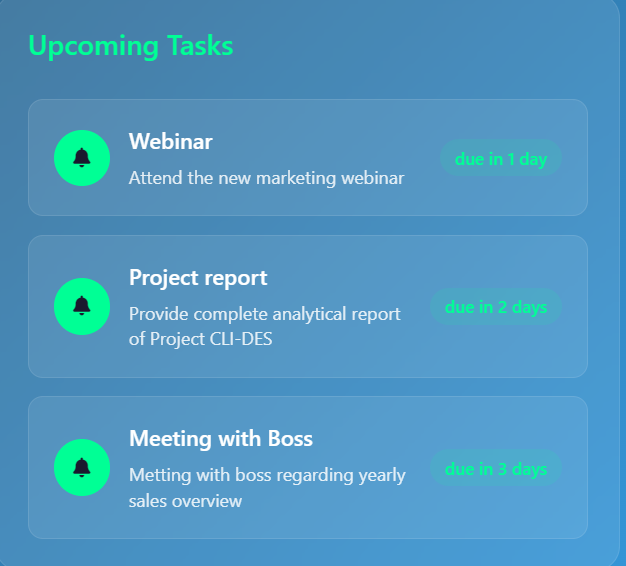 Upcoming Tasks
Webinar
Attend the new marketing webinar
due in 1 day
Project report
Provide complete analytical report
of Project CLI-DES
due in 2 days
Meeting with Boss
Metting with boss regarding yearly
sales overview
due in 3 days